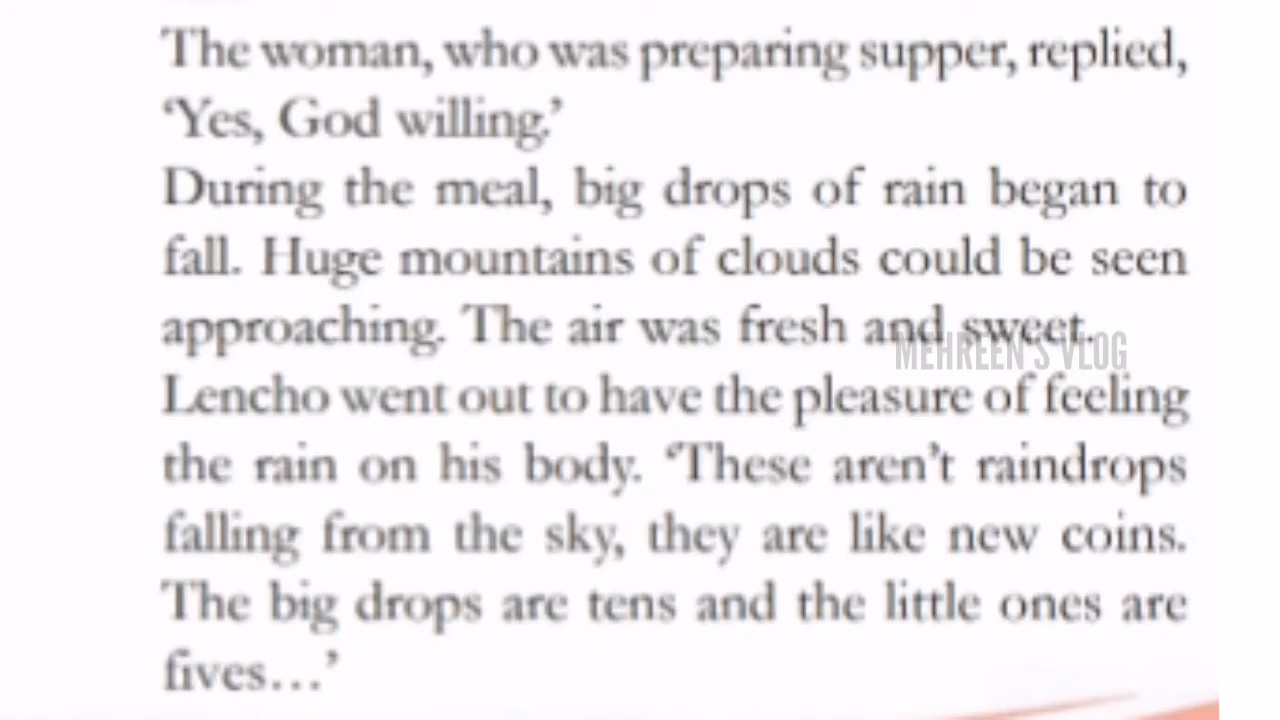 The woman, who was preparing supper, replied,
‘Yes, God willing.’
During the meal, big drops of rain began to
fall. Huge mountains of clouds could be seen
approaching. The air was fresh and sweet.
MEHREEN'S VLOG
Lencho went out to have the pleasure of feeling
the rain on his body. ‘These aren’t raindrops
falling from the sky, they are like new coins.
The big drops are tens and the little ones are
fives…’